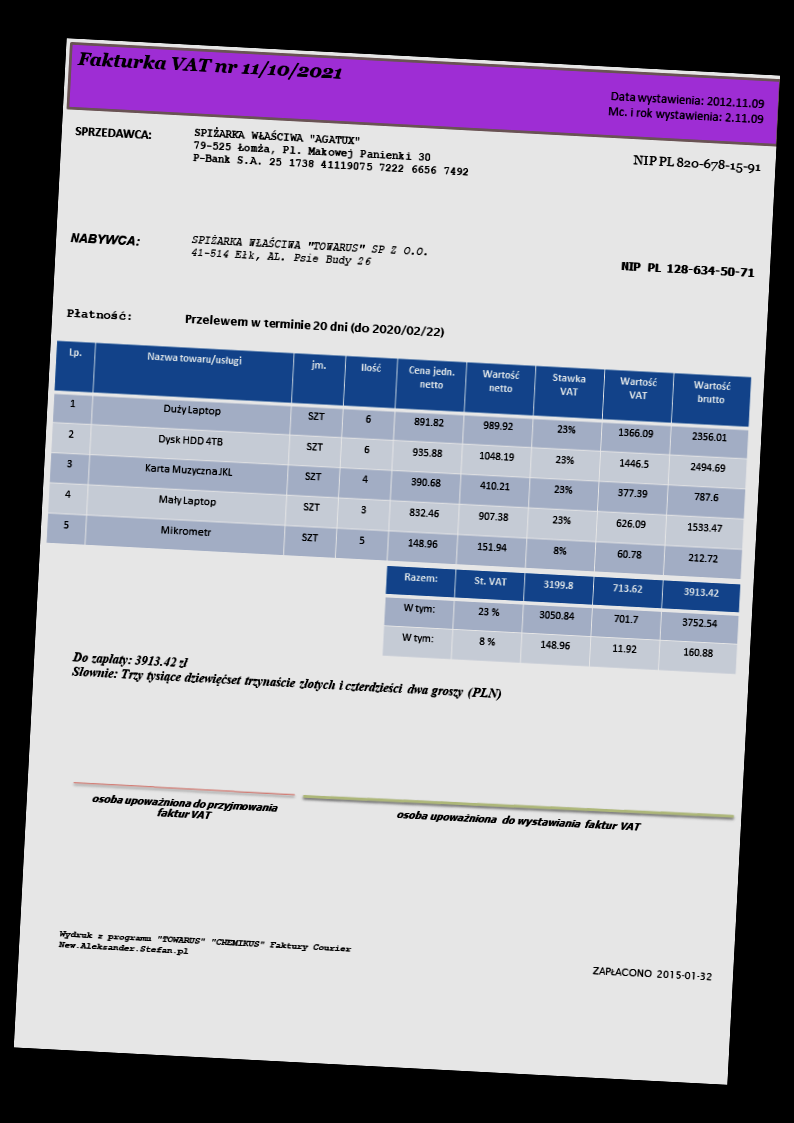 Fakturka VAT nr 11/10/2021
Data wystawienia: 2012.11.09
Mc. i rok wystawienia: 2.11.09
SPRZEDAWCA: SPIŻARKA WŁAŚCIWA "AGATUX"
79-525 Łomża, Pl. Makowej Panienki 30
P-Bank S.A. 25 1738 41119075 7222 6656 7492
NIP PL 820-678-15-91
NABYWCA: SPIŻARKA WŁAŚCIWA "TOWARUS" SP Z O.O.
41-514 Ełk, AL. Psie Budy 26
NIP PL 128-634-50-71
Płatność: Przelewem w terminie 20 dni (do 2020/02/22)
Lp. Nazwa towaru/usługi jm. Ilość Cena jedn. netto Wartość netto Stawka VAT Wartość VAT Wartość brutto
1 Duży Laptop SZT 6 891.82 989.92 23% 1366.09 2356.01
2 Dysk HDD 4TB SZT 6 935.88 1048.19 23% 1446.5 2494.69
3 Karta Muzyczna JKL SZT 4 390.68 410.21 23% 377.39 787.6
4 Mały Laptop SZT 3 832.46 907.38 23% 626.09 1533.47
5 Mikrometr SZT 5 148.96 151.94 8% 60.78 212.72
Razem: St. VAT 3199.8 713.62 3913.42
W tym: 23 % 3050.84 701.7 3752.54
W tym: 8 % 148.96 11.92 160.88
Do zapłaty: 3913.42 zł
Słownie: Trzy tysiące dziewięćset trzynaście złotych i czterdzieści dwa groszy (PLN)
osoba upoważniona do przyjmowania
faktur VAT
osoba upoważniona do wystawiania faktur VAT
Wydruk z programu "TOWARUS" "CHEMIKUS" Faktury Courier
New.Aleksander.Stefan.pl
ZAPŁACONO 2015-01-32